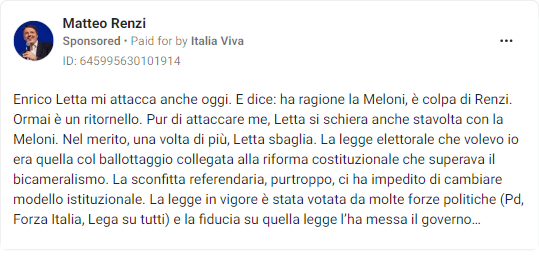 Matteo Renzi
Sponsored • Paid for by Italia Viva
ID: 645995630101914
Enrico Letta mi attacca anche oggi. E dice: ha ragione la Meloni, è colpa di Renzi.
Ormai è un ritornello. Pur di attaccare me, Letta si schiera anche stavolta con la
Meloni. Nel merito, una volta di più, Letta sbaglia. La legge elettorale che volevo io
era quella col ballottaggio collegata alla riforma costituzionale che superava il
bicameralismo. La sconfitta referendaria, purtroppo, ci ha impedito di cambiare
modello istituzionale. La legge in vigore è stata votata da molte forze politiche (Pd,
Forza Italia, Lega su tutti) e la fiducia su quella legge l’ha messa il governo…